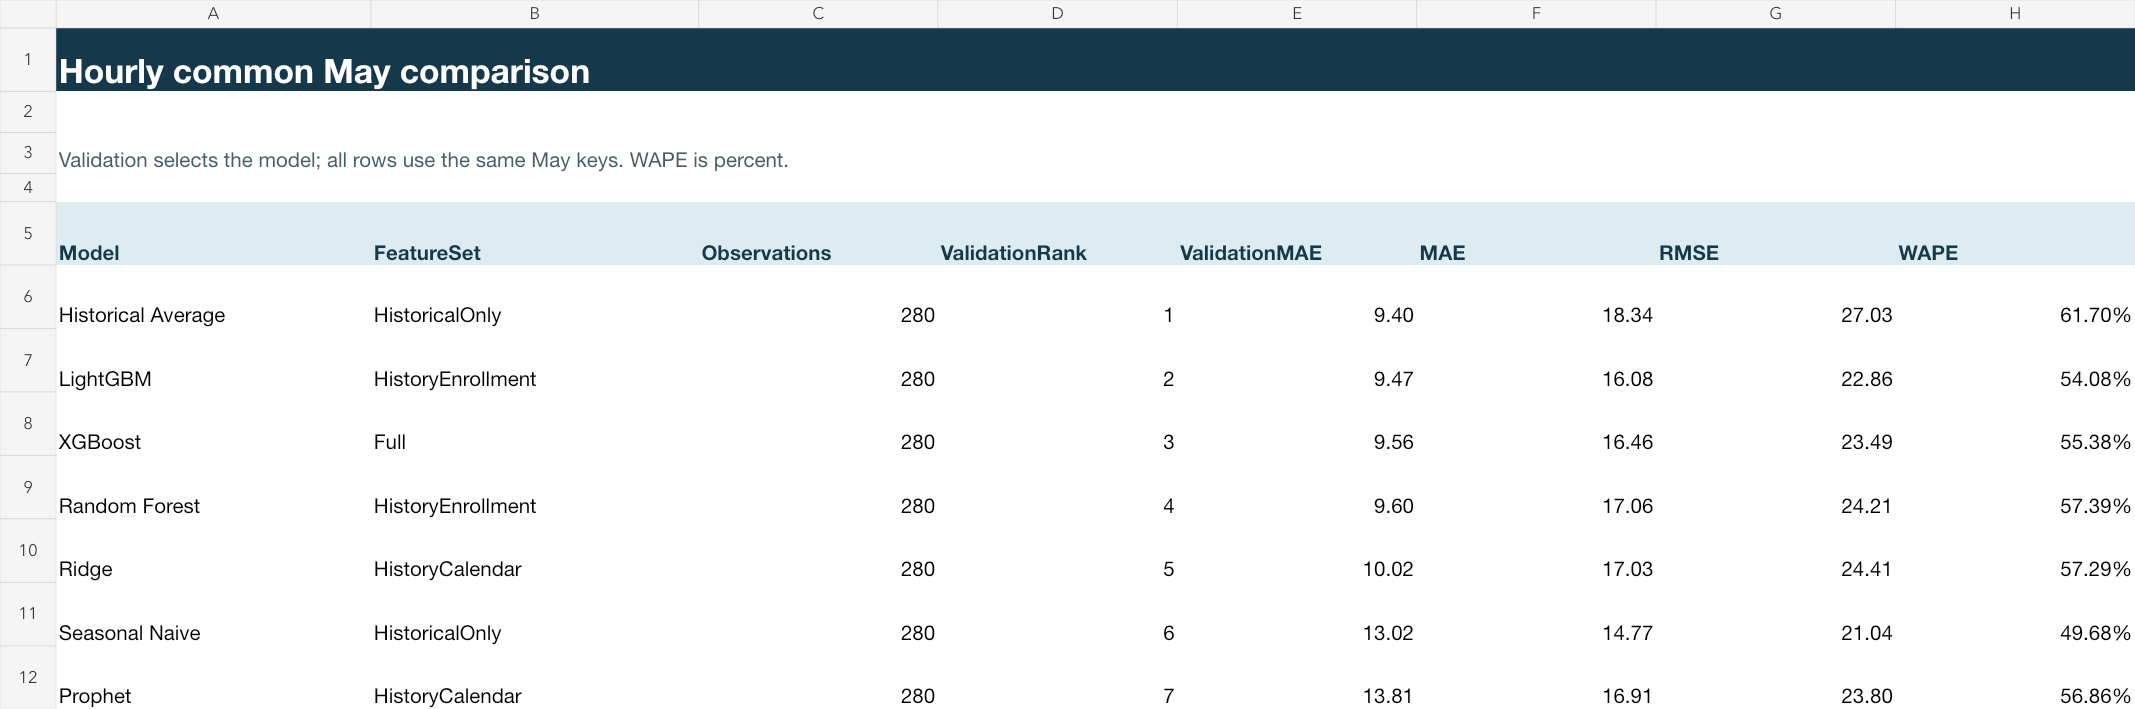 A B C D E F G H
1 Hourly common May comparison
2
3 Validation selects the model; all rows use the same May keys. WAPE is percent.
4
5 Model FeatureSet Observations ValidationRank ValidationMAE MAE RMSE WAPE
6 Historical Average HistoricalOnly 280 1 9.40 18.34 27.03 61.70%
7 LightGBM HistoryEnrollment 280 2 9.47 16.08 22.86 54.08%
8 XGBoost Full 280 3 9.56 16.46 23.49 55.38%
9 Random Forest HistoryEnrollment 280 4 9.60 17.06 24.21 57.39%
10 Ridge HistoryCalendar 280 5 10.02 17.03 24.41 57.29%
11 Seasonal Naive HistoricalOnly 280 6 13.02 14.77 21.04 49.68%
12 Prophet HistoryCalendar 280 7 13.81 16.91 23.80 56.86%